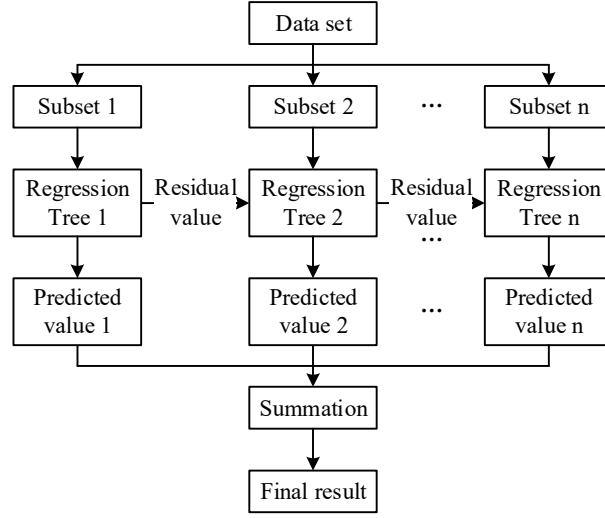 Data set
Subset 1
Subset 2
...
Subset n
Regression
Tree 1
Residual
value
Regression
Tree 2
Residual
value
...
Regression
Tree n
Predicted
value 1
Predicted
value 2
...
Predicted
value n
Summation
Final result